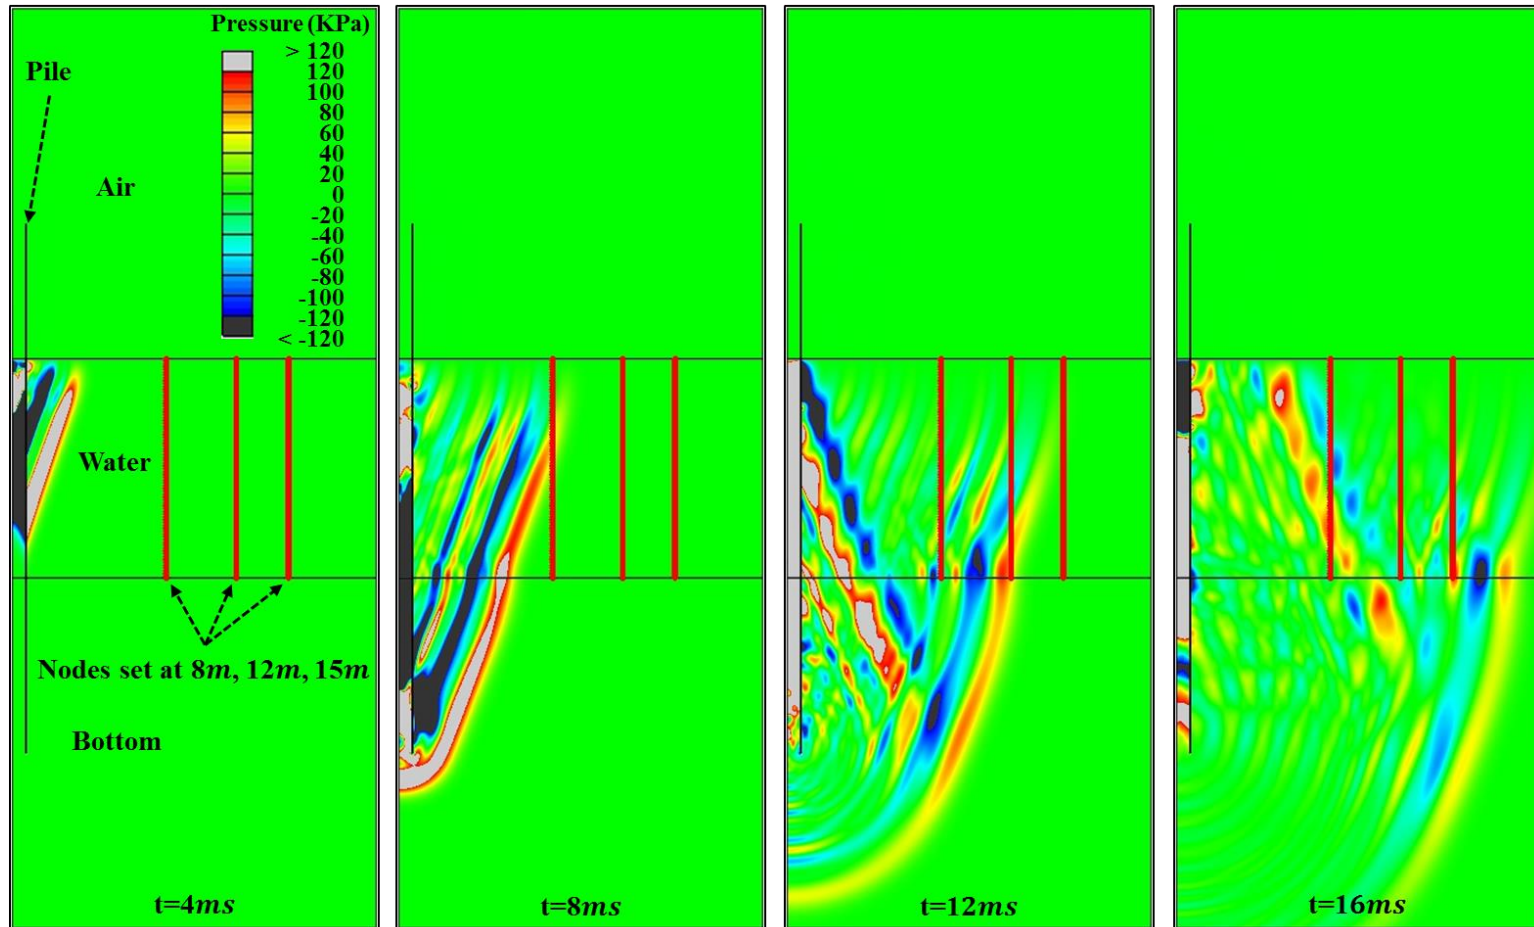 Pressure (KPa)
> 120
120
100
80
60
40
20
0
-20
-40
-60
-80
-100
-120
< -120
Pile
Air
Water
Nodes set at 8m, 12m, 15m
Bottom
t=4ms
t=8ms
t=12ms
t=16ms